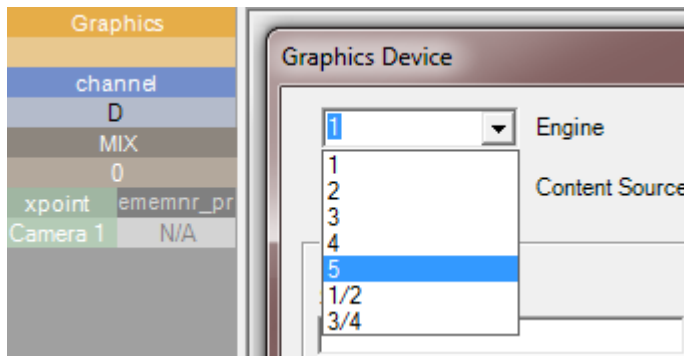 Graphics
channel
D
MIX
0
xpoint ememnr_pr
Camera 1 N/A
Graphics Device
1 Engine
Content Source
1
2
3
4
5
1/2
3/4